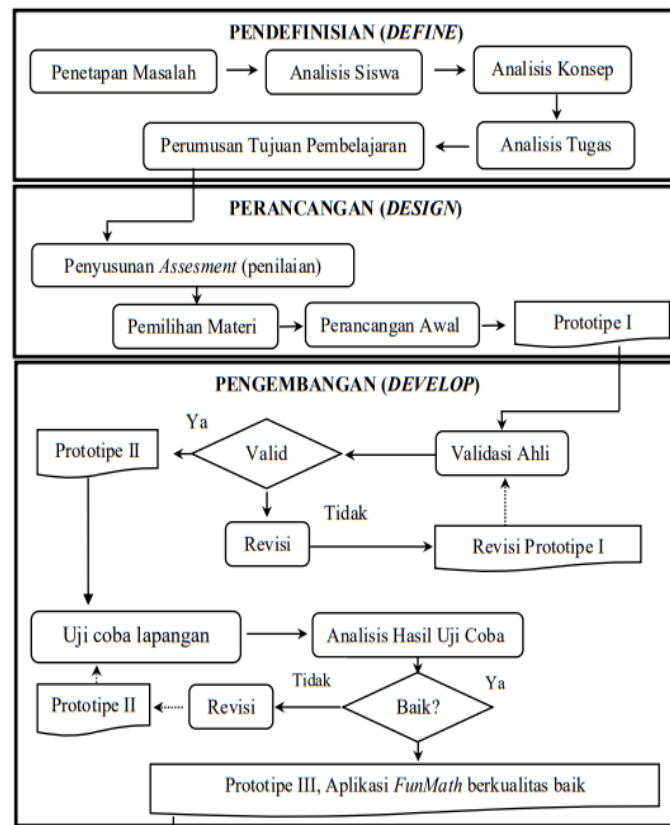 PENDEFINISIAN (DEFINE)
Penetapan Masalah
Analisis Siswa
Analisis Konsep
Perumusan Tujuan Pembelajaran
Analisis Tugas
PERANCANGAN (DESIGN)
Penyusunan Assesment (penilaian)
Pemilihan Materi
Perancangan Awal
Prototipe I
PENGEMBANGAN (DEVELOP)
Ya
Prototipe II
Valid
Validasi Ahli
Tidak
Revisi
Revisi Prototipe I
Uji coba lapangan
Analisis Hasil Uji Coba
Tidak
Ya
Prototipe II
Revisi
Baik?
Prototipe III, Aplikasi FunMath berkualitas baik